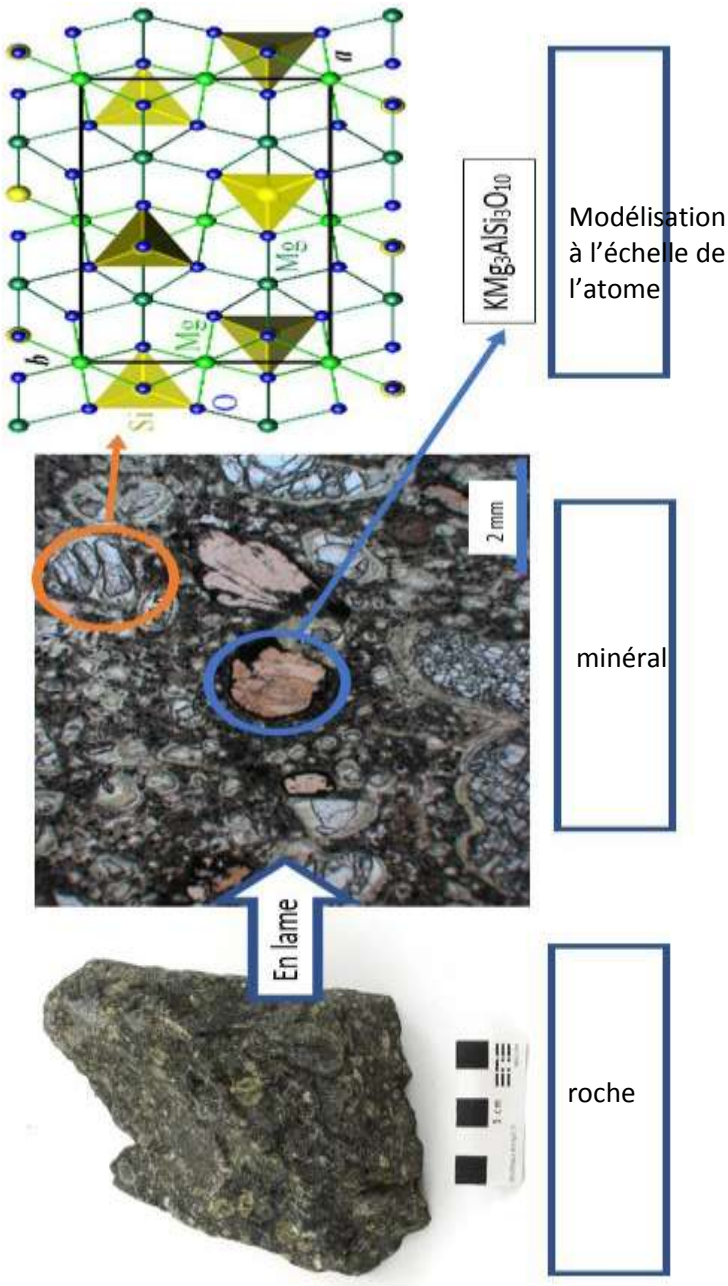 a
b
Si
O
Mg
Mg
KMg₃AlSi₃O₁₀
Modélisation
à l’échelle de
l’atome
2 mm
minéral
En lame
5 cm
roche